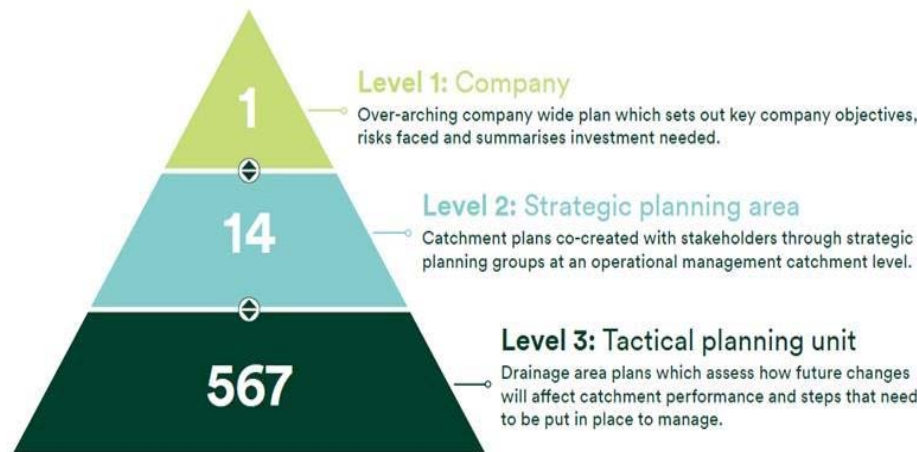 1
Level 1: Company
Over-arching company wide plan which sets out key company objectives,
risks faced and summarises investment needed.
14
Level 2: Strategic planning area
Catchment plans co-created with stakeholders through strategic
planning groups at an operational management catchment level.
567
Level 3: Tactical planning unit
Drainage area plans which assess how future changes
will affect catchment performance and steps that need
to be put in place to manage.